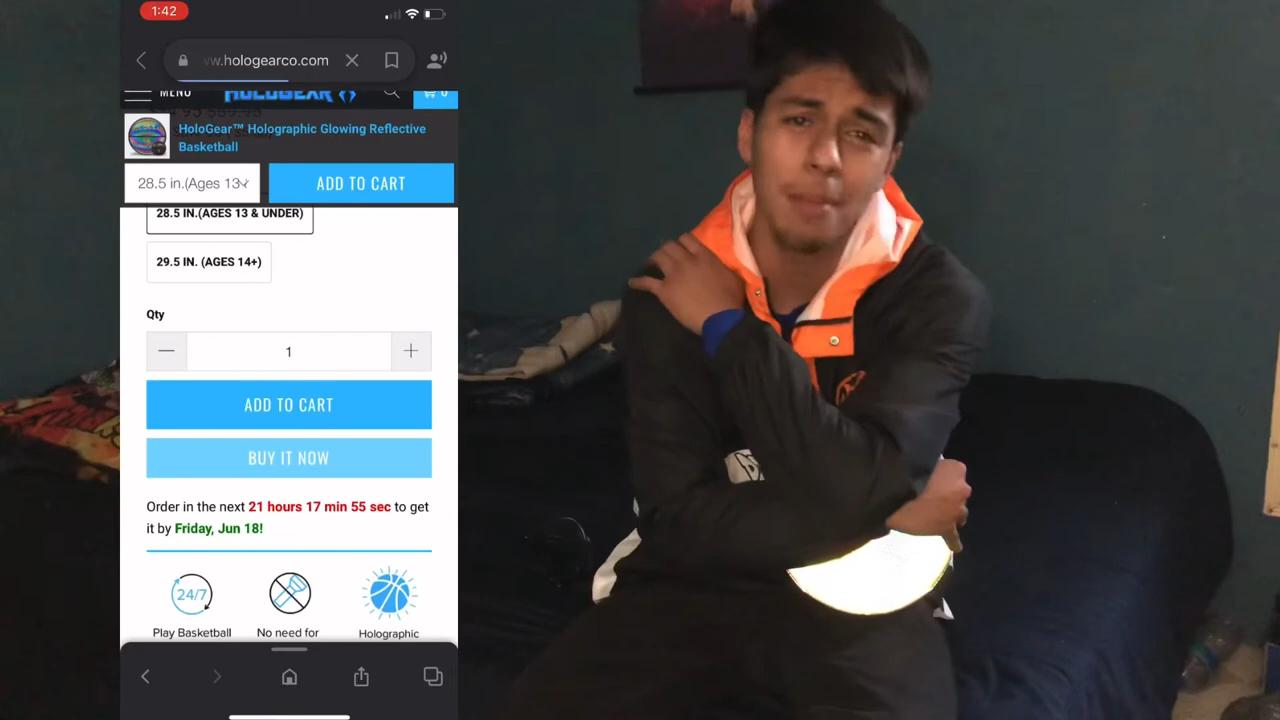 1:42
vw.hologearco.com
MENU
HOLOGEAR
0
HoloGear™ Holographic Glowing Reflective
Basketball
28.5 in.(Ages 13
ADD TO CART
28.5 IN.(AGES 13 & UNDER)
29.5 IN. (AGES 14+)
Qty
1
ADD TO CART
BUY IT NOW
Order in the next 21 hours 17 min 55 sec to get
it by Friday, Jun 18!
24/7
Play Basketball
No need for
Holographic